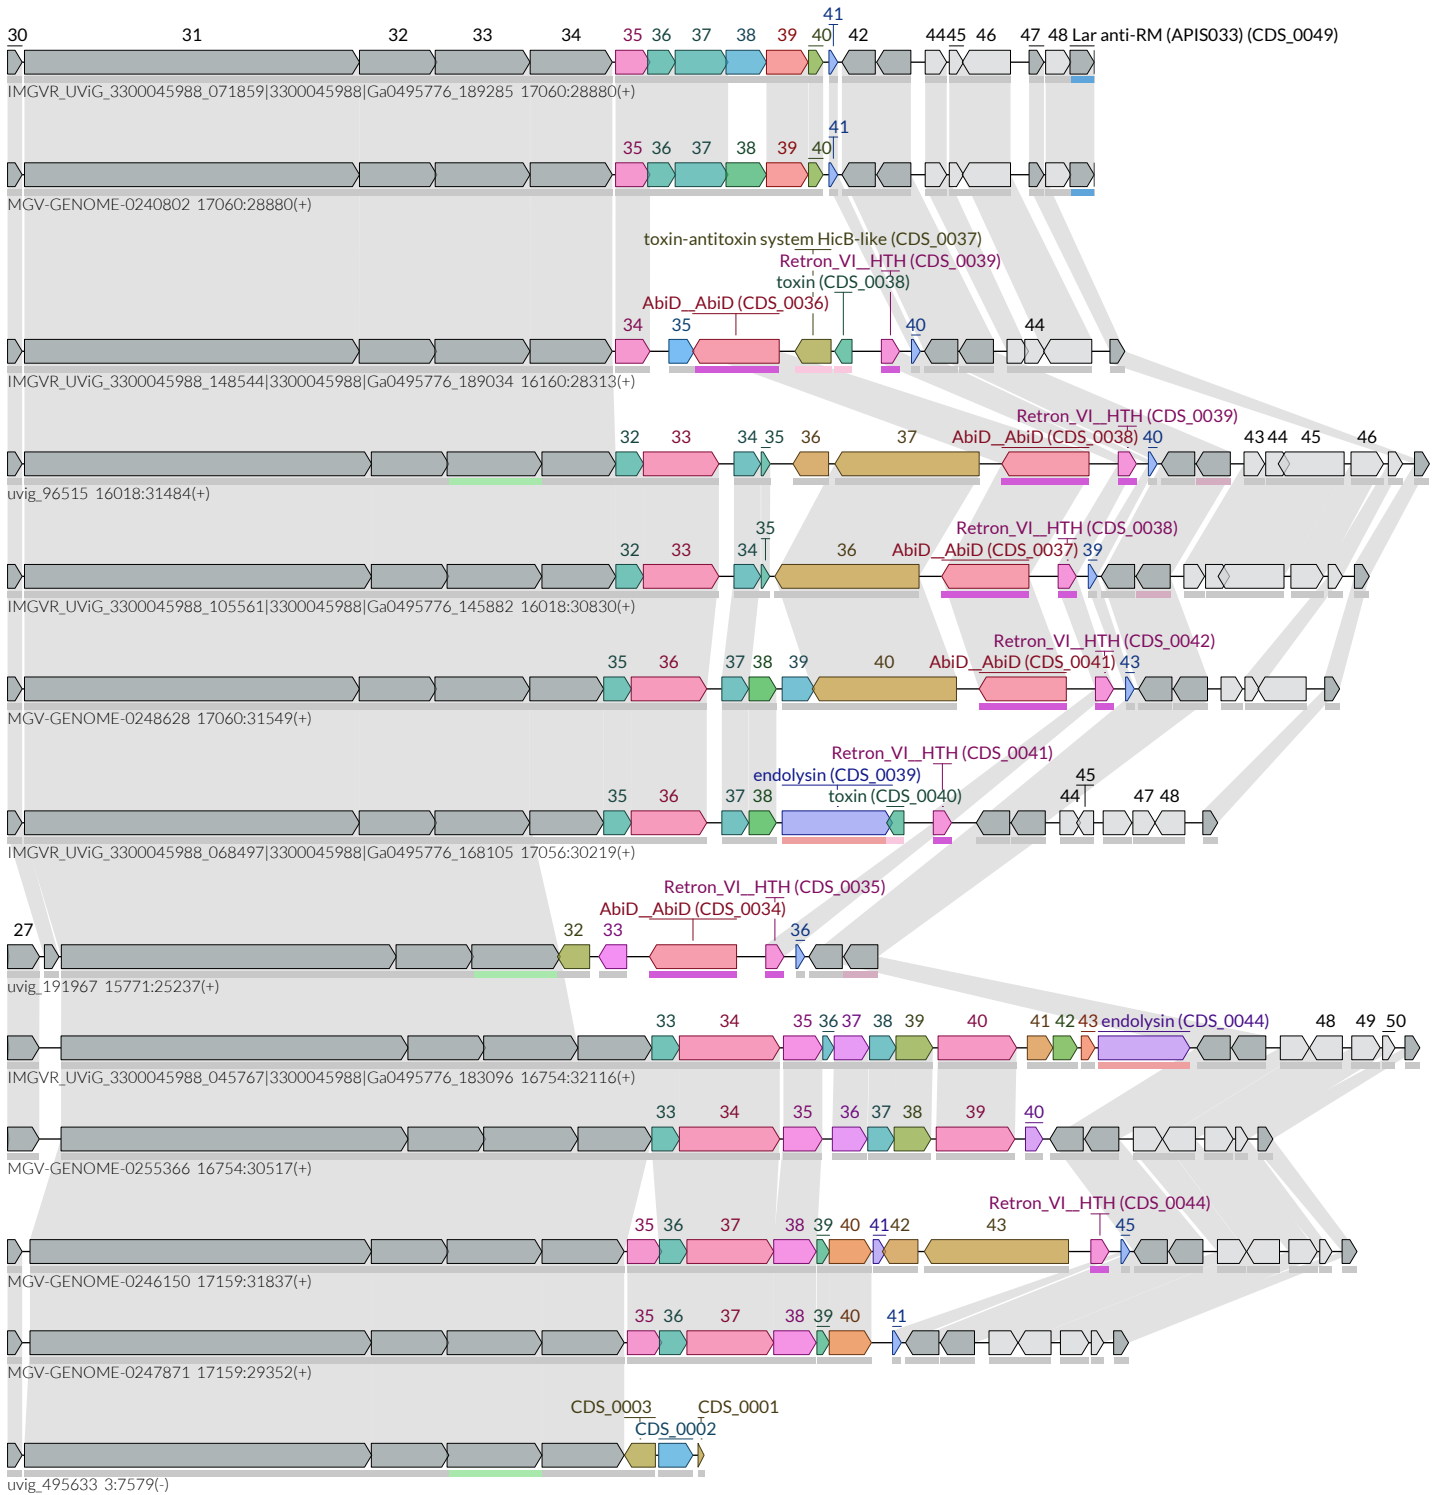 30 31 32 33 34 35 36 37 38 39 40 41 42 44 45 46 47 48 Lar anti-RM (APIS033) (CDS_0049)
IMGVR_UViG_3300045988_071859|3300045988|Ga0495776_189285 17060:28880(+)
35 36 37 38 39 40 41
MGV-GENOME-0240802 17060:28880(+)
toxin-antitoxin system HicB-like (CDS_0037)
Retron_VI__HTH (CDS_0039)
toxin (CDS_0038)
AbiD__AbiD (CDS_0036)
34 35 40 44
IMGVR_UViG_3300045988_148544|3300045988|Ga0495776_189034 16160:28313(+)
Retron_VI__HTH (CDS_0039)
32 33 34 35 36 37 AbiD__AbiD (CDS_0038) 40 43 44 45 46
uvig_96515 16018:31484(+)
35 Retron_VI__HTH (CDS_0038)
32 33 34 36 AbiD__AbiD (CDS_0037) 39
IMGVR_UViG_3300045988_105561|3300045988|Ga0495776_145882 16018:30830(+)
Retron_VI__HTH (CDS_0042)
35 36 37 38 39 40 AbiD__AbiD (CDS_0041) 43
MGV-GENOME-0248628 17060:31549(+)
Retron_VI__HTH (CDS_0041)
endolysin (CDS_0039) 45
35 36 37 38 toxin (CDS_0040) 44 47 48
IMGVR_UViG_3300045988_068497|3300045988|Ga0495776_168105 17056:30219(+)
Retron_VI__HTH (CDS_0035)
AbiD__AbiD (CDS_0034)
27 32 33 36
uvig_191967 15771:25237(+)
33 34 35 36 37 38 39 40 41 42 43 endolysin (CDS_0044) 48 49 50
IMGVR_UViG_3300045988_045767|3300045988|Ga0495776_183096 16754:32116(+)
33 34 35 36 37 38 39 40
MGV-GENOME-0255366 16754:30517(+)
Retron_VI__HTH (CDS_0044)
35 36 37 38 39 40 41 42 43 45
MGV-GENOME-0246150 17159:31837(+)
35 36 37 38 39 40 41
MGV-GENOME-0247871 17159:29352(+)
CDS_0003 CDS_0001
CDS_0002
uvig_495633 3:7579(-)